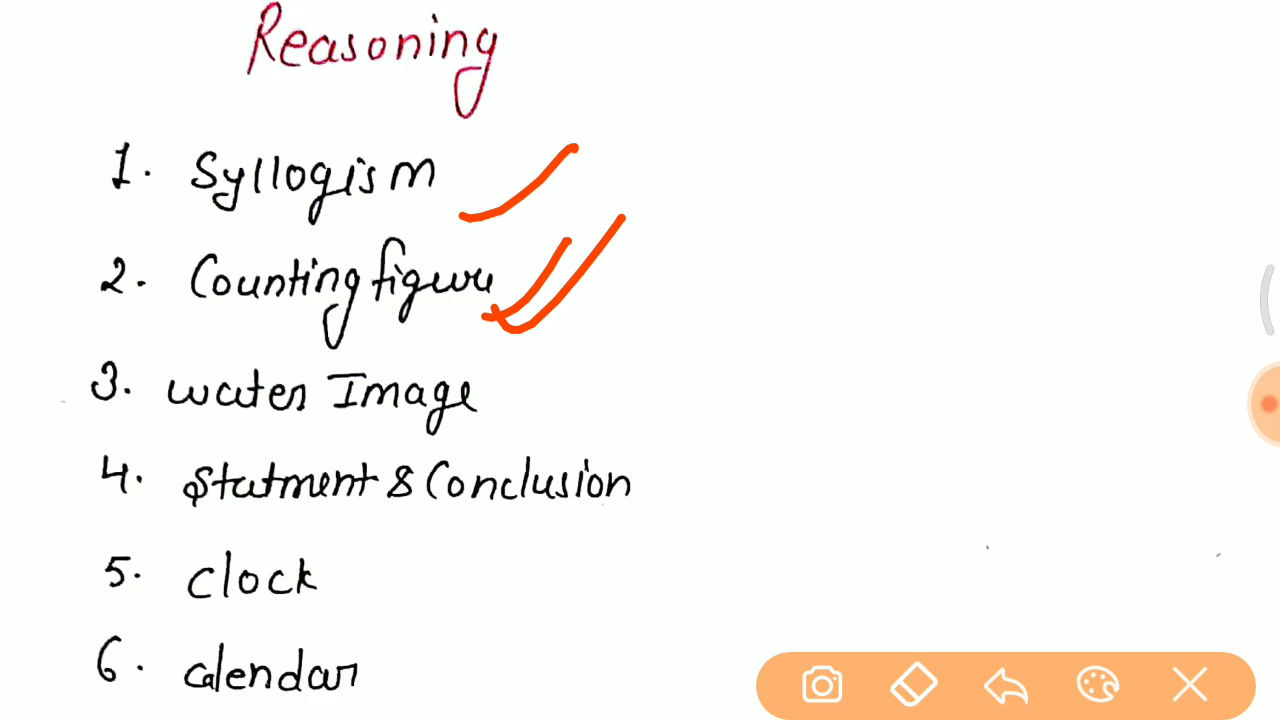 Reasoning
1. Syllogism
2. Counting figure
3. water Image
4. Statment & Conclusion
5. clock
6. calendar